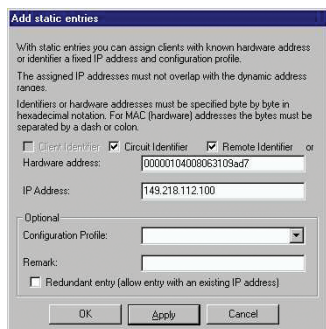 Add static entries
With static entries you can assign clients with known hardware address
or identifier a fixed IP address and configuration profile.
The assigned IP addresses must not overlap with the dynamic address
ranges.
Identifiers or hardware addresses must be specified byte by byte in
hexadecimal notation. For MAC (hardware) addresses the bytes must be
separated by a dash or colon.
Client Identifier Circuit Identifier Remote Identifier or
Hardware address: 00000104008063109ad7
IP Address: 149.218.112.100
Optional
Configuration Profile:
Remark:
Redundant entry (allow entry with an existing IP address)
OK Apply Cancel